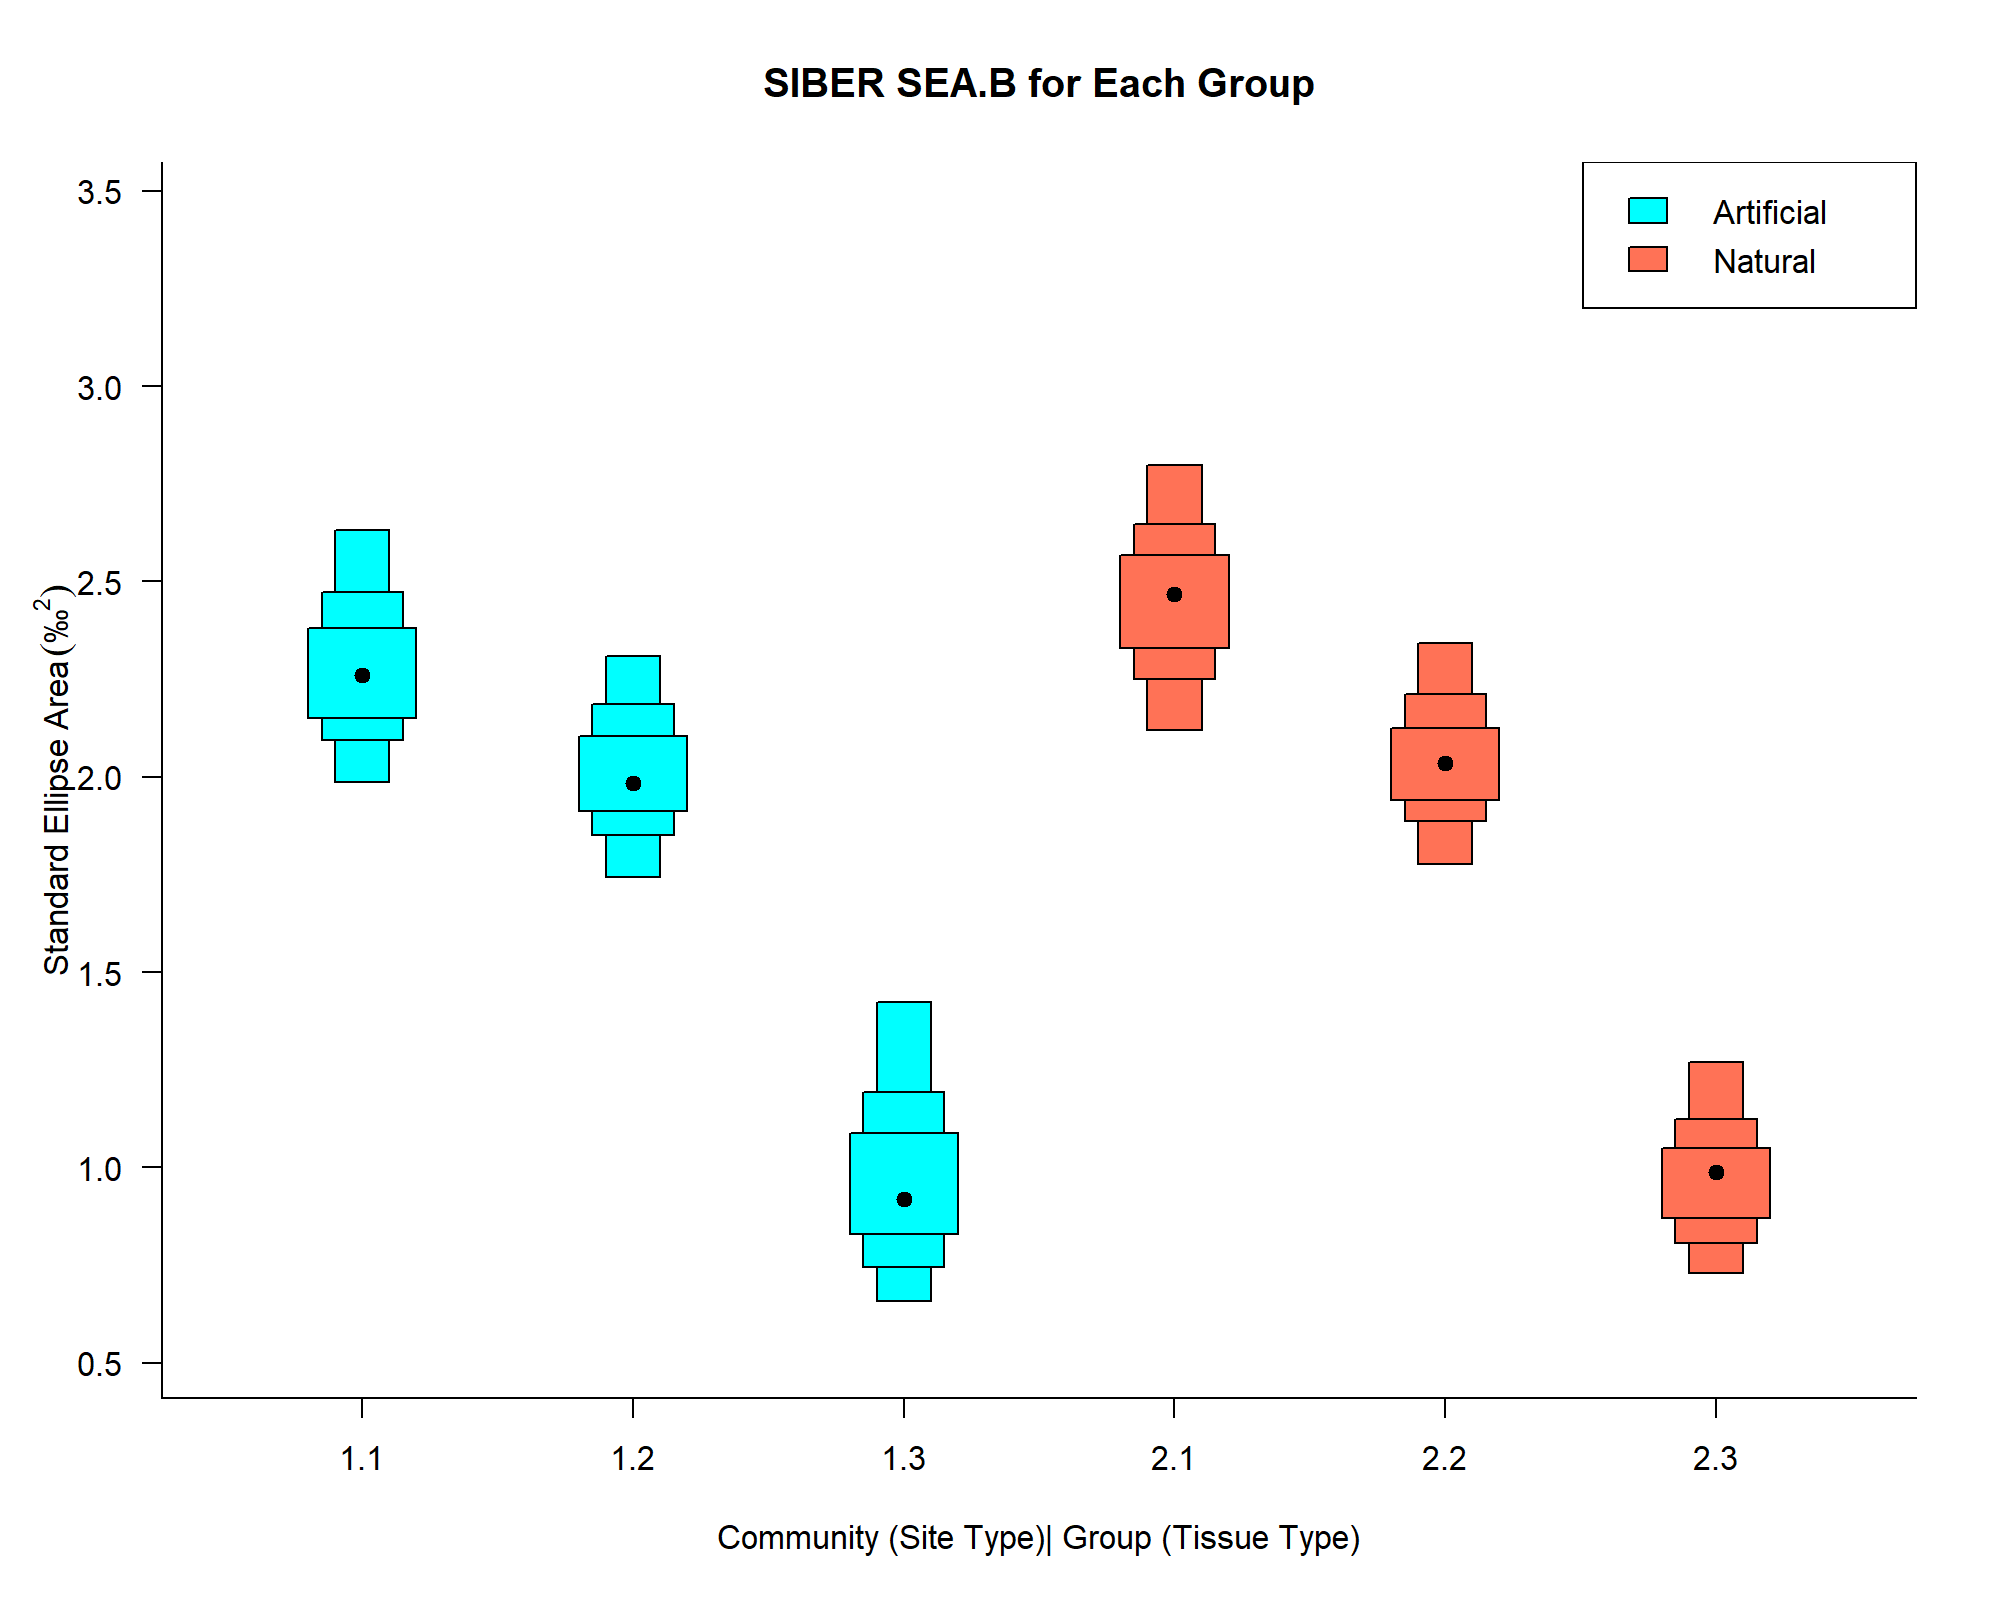 SIBER SEA.B for Each Group
Artificial
Natural
Standard Ellipse Area (‰²)
3.5
3.0
2.5
2.0
1.5
1.0
0.5
1.1
1.2
1.3
2.1
2.2
2.3
Community (Site Type)| Group (Tissue Type)